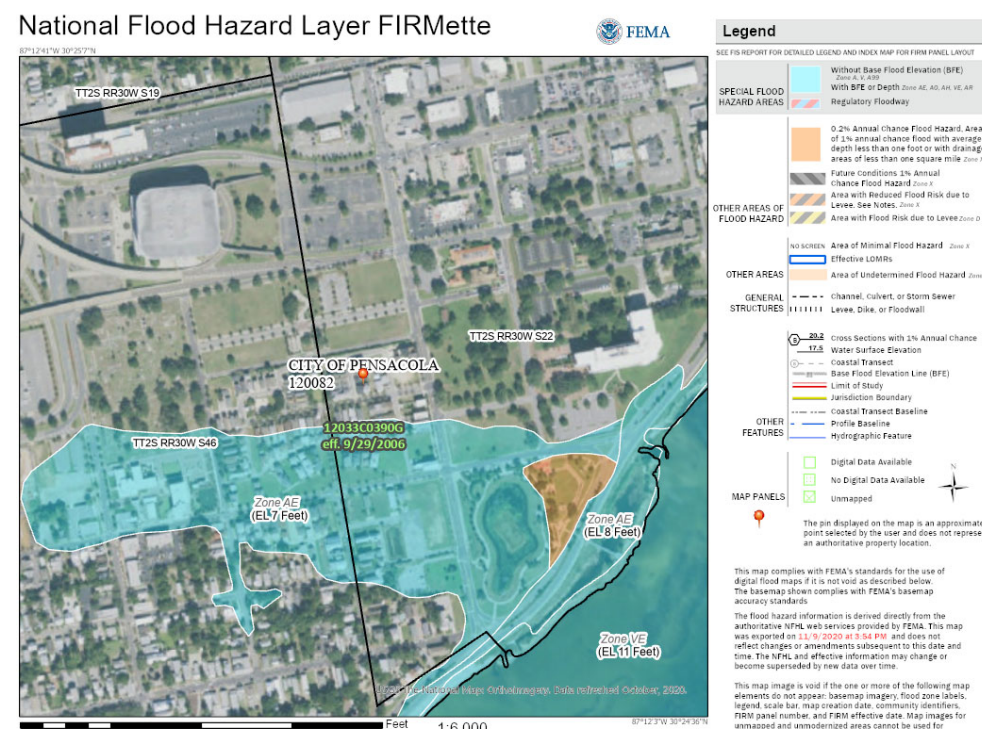 National Flood Hazard Layer FIRMette
FEMA
87°12'41"W 30°25'7"N
TT2S RR30W S19
TT2S RR30W S22
CITY OF PENSACOLA
120082
12033C0390G
eff. 9/29/2006
TT2S RR30W S46
Zone AE
(EL 7 Feet)
Zone AE
(EL 8 Feet)
Zone VE
(EL 11 Feet)
USGS The National Map: Orthoimagery. Data refreshed October, 2020.
Feet
1:6,000
87°12'3"W 30°24'36"N
Legend
SEE FIS REPORT FOR DETAILED LEGEND AND INDEX MAP FOR FIRM PANEL LAYOUT
SPECIAL FLOOD
HAZARD AREAS
Without Base Flood Elevation (BFE)
Zone A, V, A99
With BFE or Depth Zone AE, AO, AH, VE, AR
Regulatory Floodway
0.2% Annual Chance Flood Hazard, Area
of 1% annual chance flood with average
depth less than one foot or with drainag
areas of less than one square mile Zone
Future Conditions 1% Annual
Chance Flood Hazard Zone X
Area with Reduced Flood Risk due to
Levee. See Notes. Zone X
Area with Flood Risk due to Levee Zone D
OTHER AREAS OF
FLOOD HAZARD
NO SCREEN Area of Minimal Flood Hazard Zone X
Effective LOMRs
Area of Undetermined Flood Hazard Zone
OTHER AREAS
GENERAL
STRUCTURES
Channel, Culvert, or Storm Sewer
Levee, Dike, or Floodwall
B 20.2 Cross Sections with 1% Annual Chance
17.5 Water Surface Elevation
Coastal Transect
Base Flood Elevation Line (BFE)
Limit of Study
Jurisdiction Boundary
Coastal Transect Baseline
Profile Baseline
Hydrographic Feature
OTHER
FEATURES
Digital Data Available
No Digital Data Available
Unmapped
MAP PANELS
N
The pin displayed on the map is an approximate
point selected by the user and does not represe
an authoritative property location.
This map complies with FEMA's standards for the use of
digital flood maps if it is not void as described below.
The basemap shown complies with FEMA's basemap
accuracy standards
The flood hazard information is derived directly from the
authoritative NFHL web services provided by FEMA. This map
was exported on 11/9/2020 at 3:54 PM and does not
reflect changes or amendments subsequent to this date and
time. The NFHL and effective information may change or
become superseded by new data over time.
This map image is void if the one or more of the following map
elements do not appear: basemap imagery, flood zone labels,
legend, scale bar, map creation date, community identifiers,
FIRM panel number, and FIRM effective date. Map images for
unmapped and unmodernized areas cannot be used for